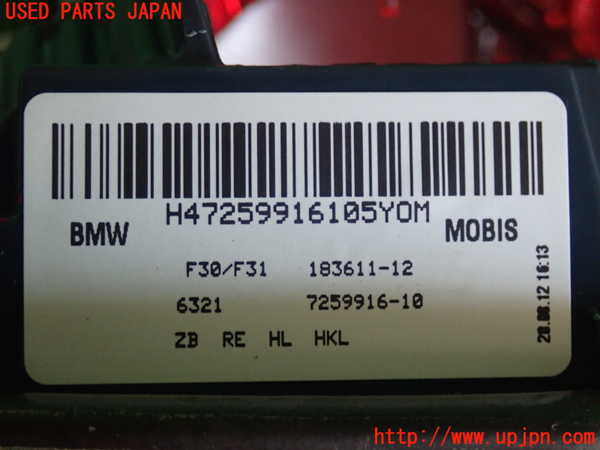 USED PARTS JAPAN
H47259916105YOM
BMW MOBIS
F30/F31 183611-12
6321 7259916-10
ZB RE HL HKL
20.08.12 16:13
http://www.upjpn.com